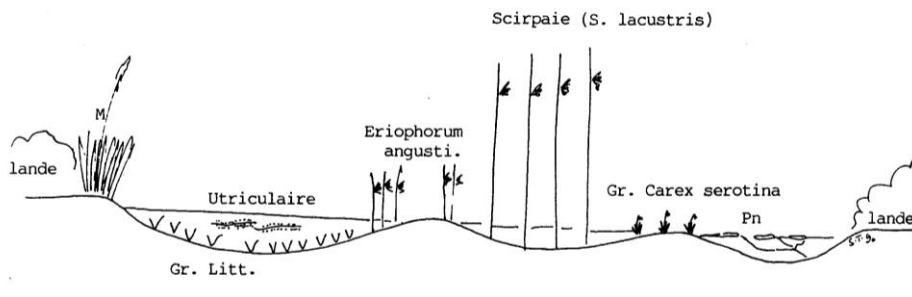 Scirpaie (S. lacustris)
M
Eriophorum
angusti.
lande
Utriculaire
Gr. Carex serotina
Pn
lande
Gr. Litt.